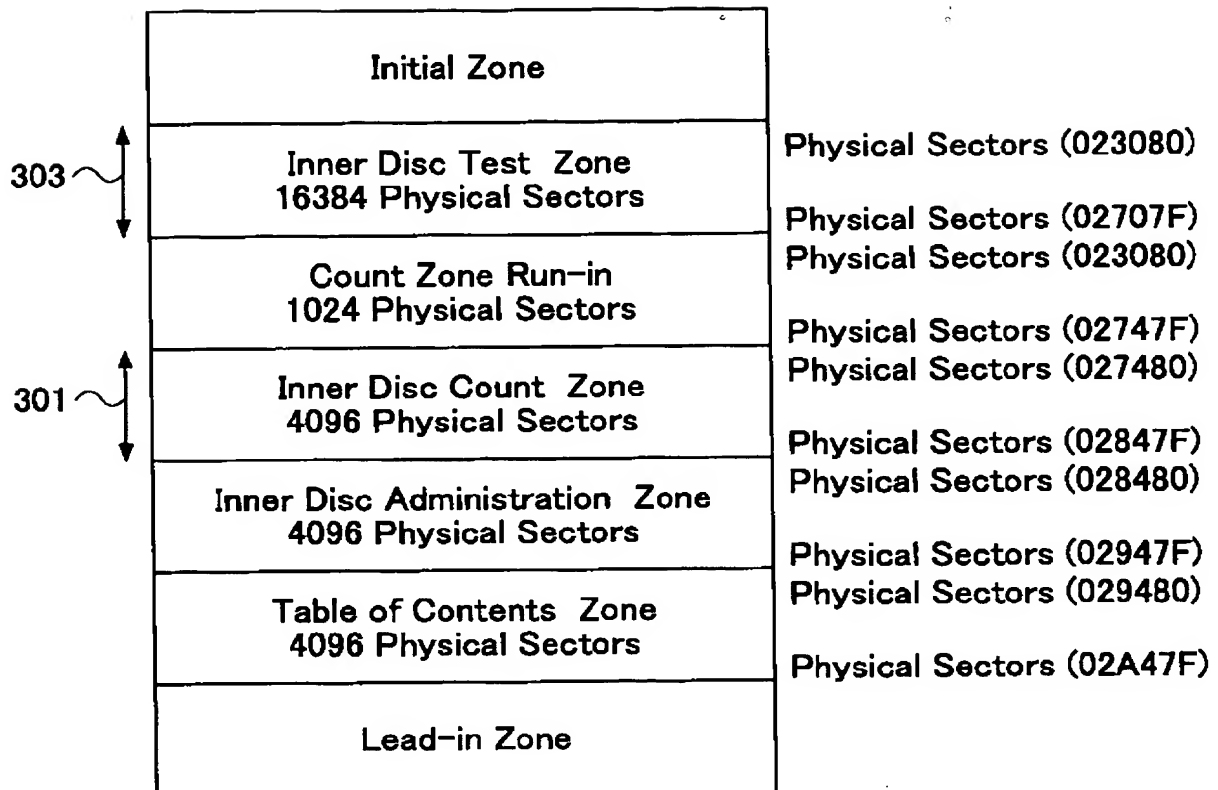 Initial Zone
303
Inner Disc Test Zone
16384 Physical Sectors
Physical Sectors (023080)
Physical Sectors (02707F)
Count Zone Run-in
1024 Physical Sectors
Physical Sectors (023080)
Physical Sectors (02747F)
301
Inner Disc Count Zone
4096 Physical Sectors
Physical Sectors (027480)
Physical Sectors (02847F)
Inner Disc Administration Zone
4096 Physical Sectors
Physical Sectors (028480)
Physical Sectors (02947F)
Table of Contents Zone
4096 Physical Sectors
Physical Sectors (029480)
Physical Sectors (02A47F)
Lead-in Zone